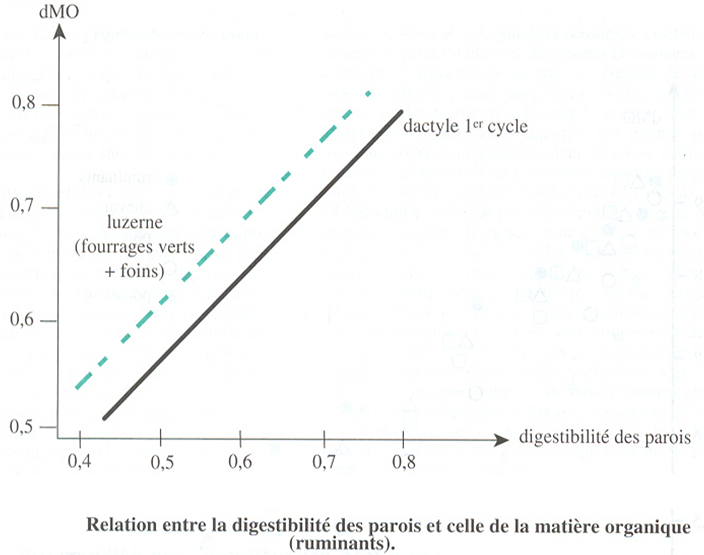 dMO
0,8
dactyle 1er cycle
0,7
luzerne
(fourrages verts
+ foins)
0,6
0,5
digestibilité des parois
0,4 0,5 0,6 0,7 0,8
Relation entre la digestibilité des parois et celle de la matière organique
(ruminants).